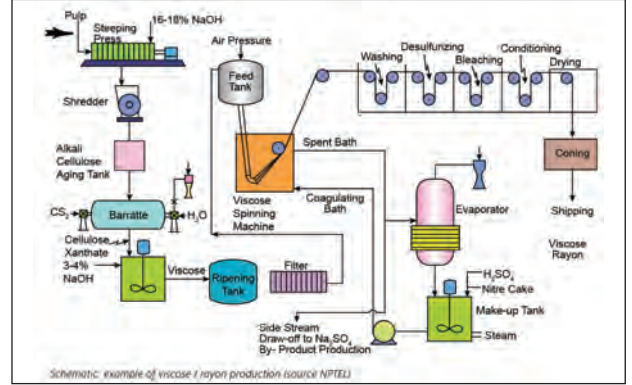 Pulp
16-18% NaOH
Steeping
Press
Shredder
Alkali
Cellulose
Aging Tank
CS2
Barratte
H2O
Cellulose
Xanthate
3-4%
NaOH
Viscose
Ripening
Tank
Filter
Air Pressure
Feed
Tank
Viscose
Spinning
Machine
Spent Bath
Coagulating
Bath
Washing
Desulfurizing
Bleaching
Conditioning
Drying
Coning
Shipping
Viscose
Rayon
Evaporator
H2SO4
Nitre Cake
Make-up Tank
Steam
Side Stream
Draw-off to Na2SO4
By- Product Production
Schematic: example of viscose / rayon production (source NPTEL)